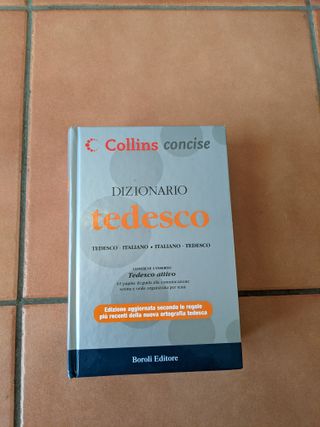 Collins concise
DIZIONARIO
tedesco
TEDESCO · ITALIANO • ITALIANO · TEDESCO
Tedesco attivo
Edizione aggiornata secondo le regole
più recenti della nuova ortografia tedesca
Boroli Editore